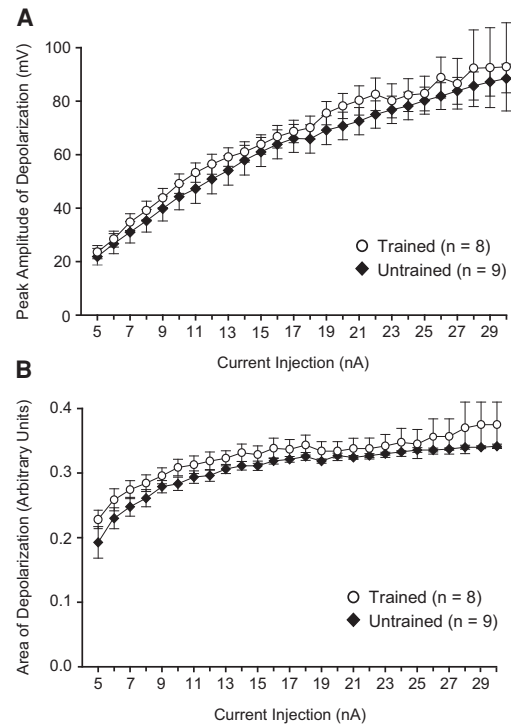 A
Peak Amplitude of Depolarization (mV)
100
80
60
40
20
0
Trained (n = 8)
Untrained (n = 9)
5 7 9 11 13 15 17 19 21 23 25 27 29
Current Injection (nA)
B
Area of Depolarization (Arbitrary Units)
0.4
0.3
0.2
0.1
0.0
Trained (n = 8)
Untrained (n = 9)
5 7 9 11 13 15 17 19 21 23 25 27 29
Current Injection (nA)